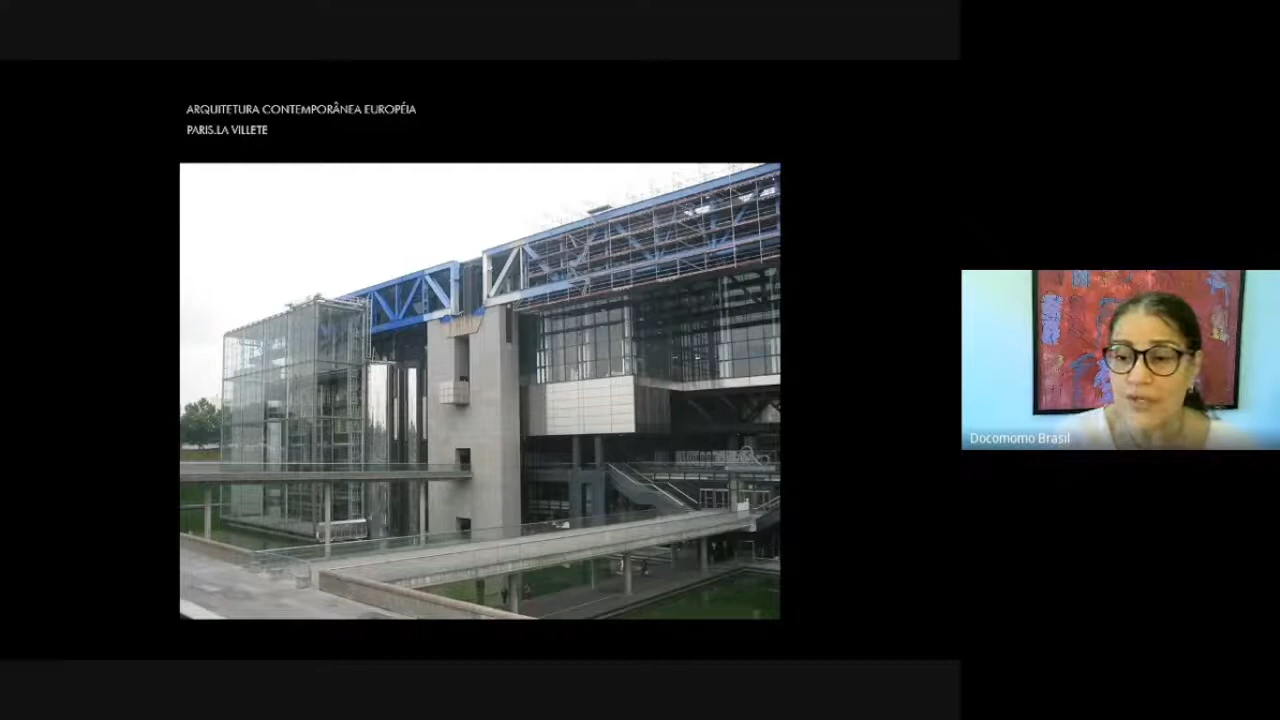 ARQUITETURA CONTEMPORÂNEA EUROPÉIA
PARIS.LA VILLETE
Docomomo Brasil